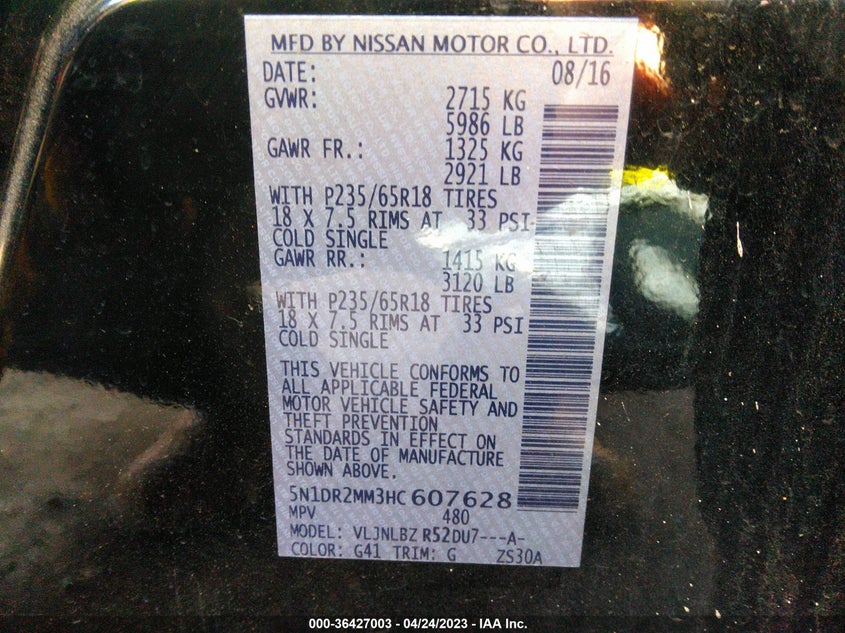 MFD BY NISSAN MOTOR CO., LTD.
DATE: 08/16
GVWR: 2715 KG
5986 LB
GAWR FR.: 1325 KG
2921 LB
WITH P235/65R18 TIRES
18 X 7.5 RIMS AT 33 PSI
COLD SINGLE
GAWR RR.: 1415 KG
3120 LB
WITH P235/65R18 TIRES
18 X 7.5 RIMS AT 33 PSI
COLD SINGLE
THIS VEHICLE CONFORMS TO
ALL APPLICABLE FEDERAL
MOTOR VEHICLE SAFETY AND
THEFT PREVENTION
STANDARDS IN EFFECT ON
THE DATE OF MANUFACTURE
SHOWN ABOVE.
5N1DR2MM3HC607628
MPV 480
MODEL: VLJNLBZ R52DU7---A-
COLOR: G41 TRIM: G ZS30A
000-36427003 - 04/24/2023 - IAA Inc.